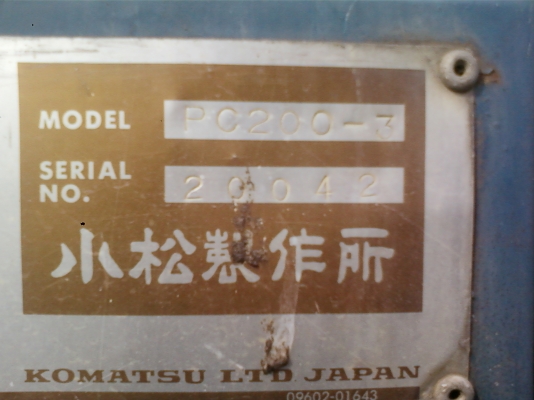 MODEL PC200-3
SERIAL NO. 20042
小松製作所
KOMATSU LTD JAPAN
09602-01643